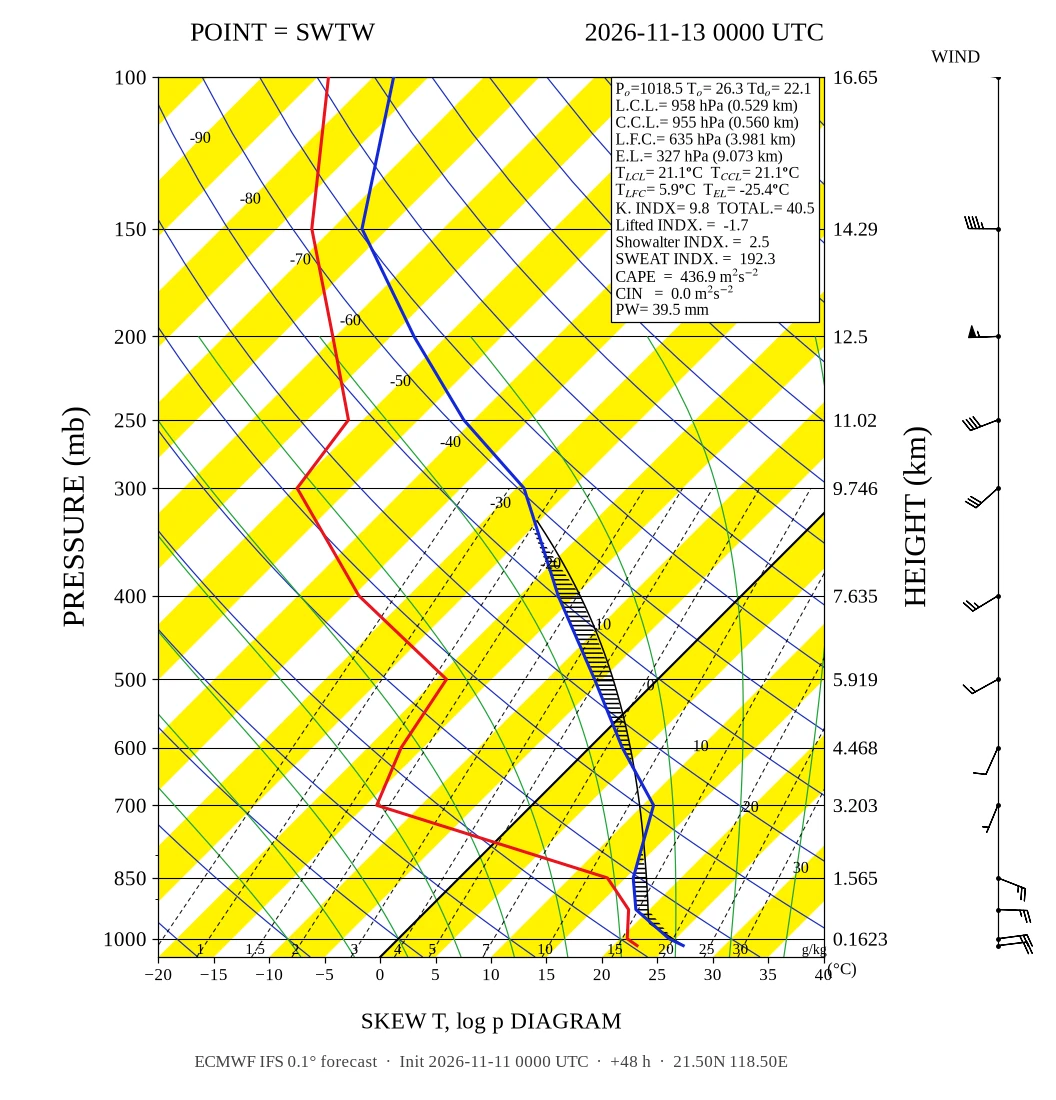 POINT = SWTW
2026-11-13 0000 UTC
WIND
Pₒ=1018.5 Tₒ= 26.3 Tdₒ= 22.1
L.C.L.= 958 hPa (0.529 km)
C.C.L.= 955 hPa (0.560 km)
L.F.C.= 635 hPa (3.981 km)
E.L.= 327 hPa (9.073 km)
T_LCL= 21.1°C T_CCL= 21.1°C
T_LFC= 5.9°C T_EL= -25.4°C
K. INDX= 9.8 TOTAL.= 40.5
Lifted INDX. = -1.7
Showalter INDX. = 2.5
SWEAT INDX. = 192.3
CAPE = 436.9 m²s⁻²
CIN = 0.0 m²s⁻²
PW= 39.5 mm
PRESSURE (mb)
100
150
200
250
300
400
500
600
700
850
1000
-90
-80
-70
-60
-50
-40
-30
-20
-10
0
10
20
30
16.65
14.29
12.5
11.02
9.746
7.635
5.919
4.468
3.203
1.565
0.1623
HEIGHT (km)
1 1.5 2 3 4 5 7 10 15 20 25 30 g/kg
−20 −15 −10 −5 0 5 10 15 20 25 30 35 40 (°C)
SKEW T, log p DIAGRAM
ECMWF IFS 0.1° forecast · Init 2026-11-11 0000 UTC · +48 h · 21.50N 118.50E